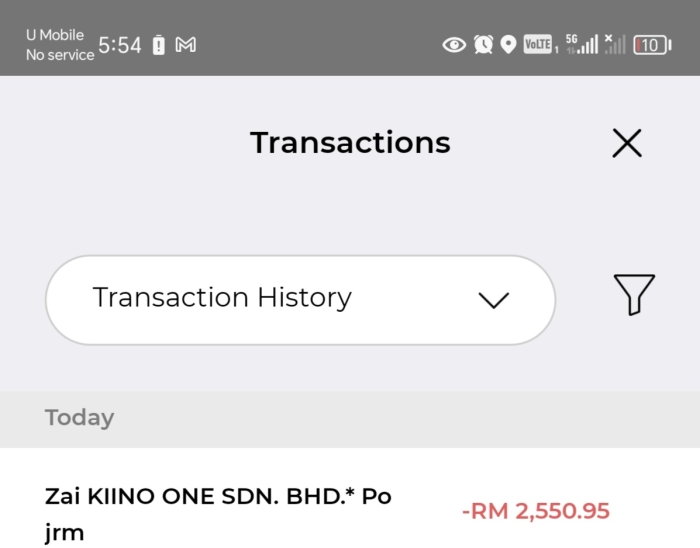 U Mobile
No service 5:54 VoLTE 1 5G 10
Transactions
Transaction History
Today
Zai KIINO ONE SDN. BHD.* Po
jrm
-RM 2,550.95